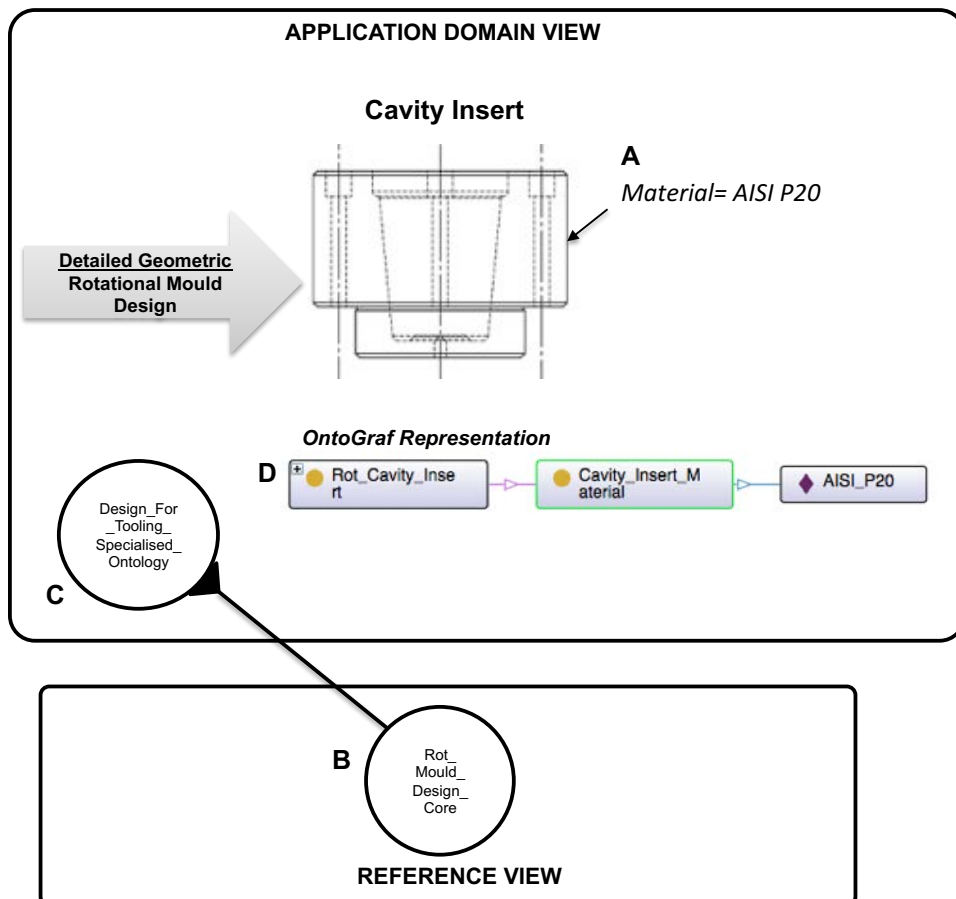 APPLICATION DOMAIN VIEW
Cavity Insert
A
Material= AISI P20
Detailed Geometric
Rotational Mould
Design
OntoGraf Representation
D
Rot_Cavity_Inse
rt
Cavity_Insert_M
aterial
AISI_P20
Design_For
_Tooling_
Specialised_
Ontology
C
B
Rot_
Mould_
Design_
Core
REFERENCE VIEW